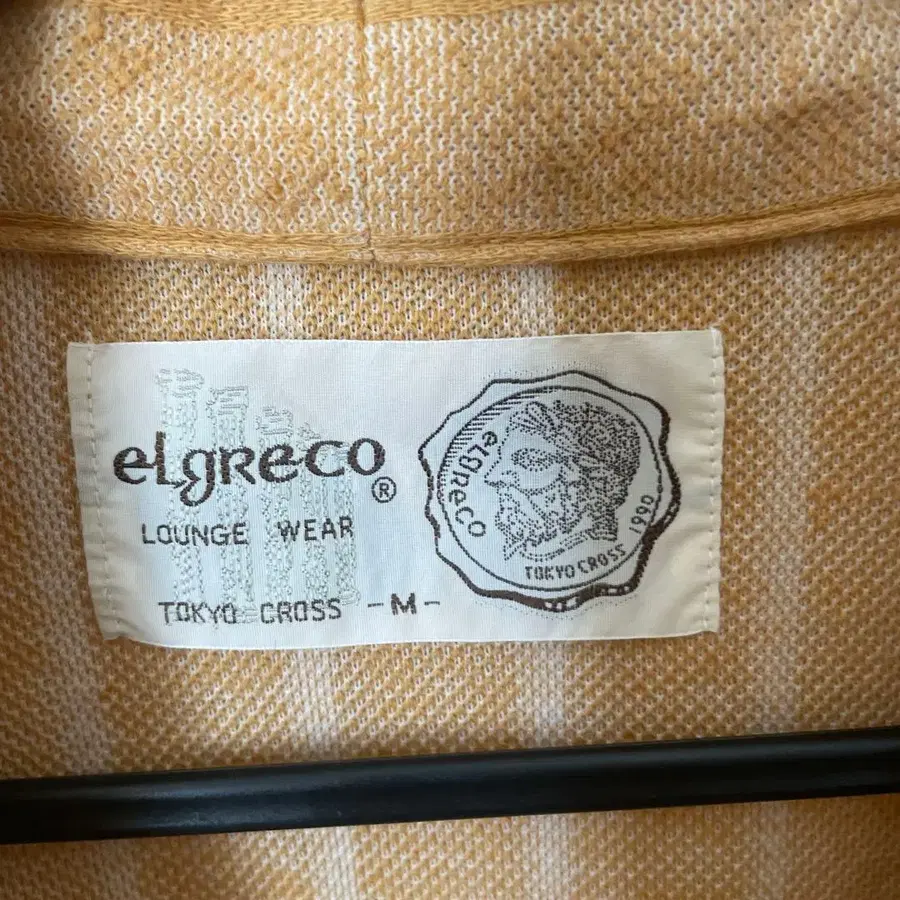 elgreco®
LOUNGE WEAR
TOKYO CROSS -M-
elgreco
TOKYO CROSS 1990